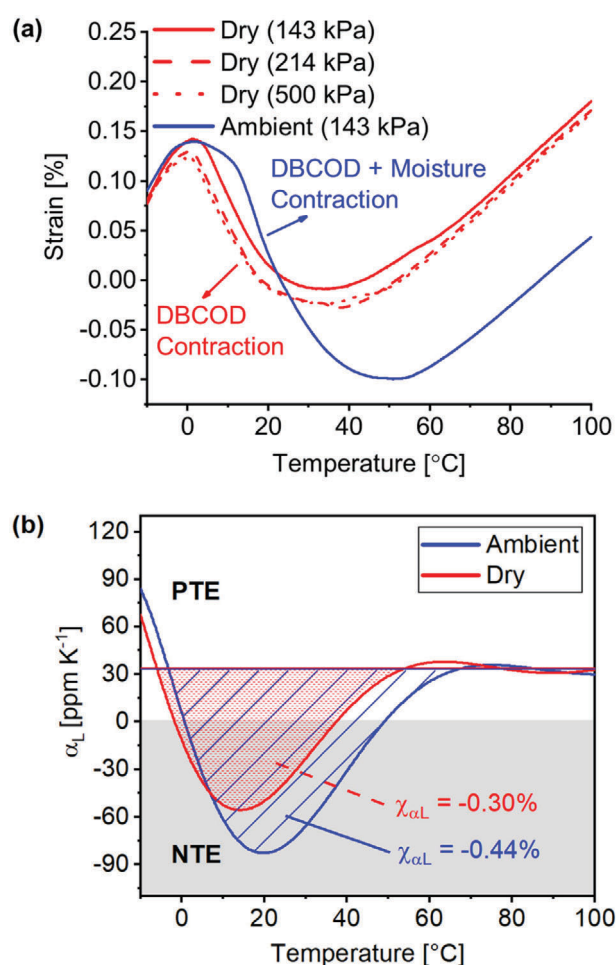 (a)
Dry (143 kPa)
Dry (214 kPa)
Dry (500 kPa)
Ambient (143 kPa)
DBCOD + Moisture
Contraction
DBCOD
Contraction
Strain [%]
0.25
0.20
0.15
0.10
0.05
0.00
-0.05
-0.10
0 20 40 60 80 100
Temperature [°C]
(b)
Ambient
Dry
PTE
NTE
χαL = -0.30%
χαL = -0.44%
αL [ppm K⁻¹]
120
90
60
30
0
-30
-60
-90
0 20 40 60 80 100
Temperature [°C]